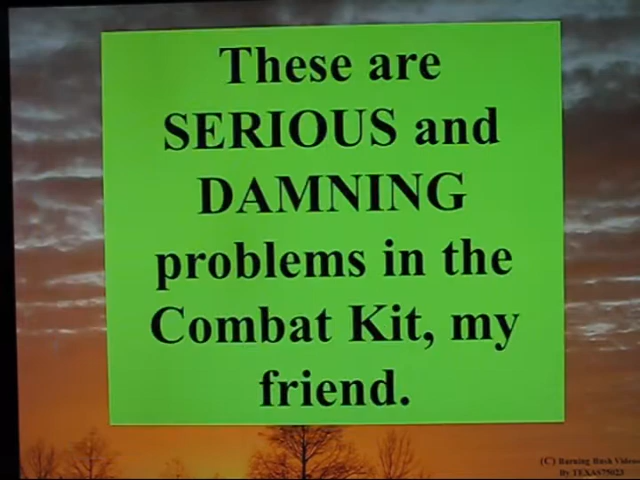 These are
SERIOUS and
DAMNING
problems in the
Combat Kit, my
friend.
(C) Burning Bush Videos
By TEXAS75023